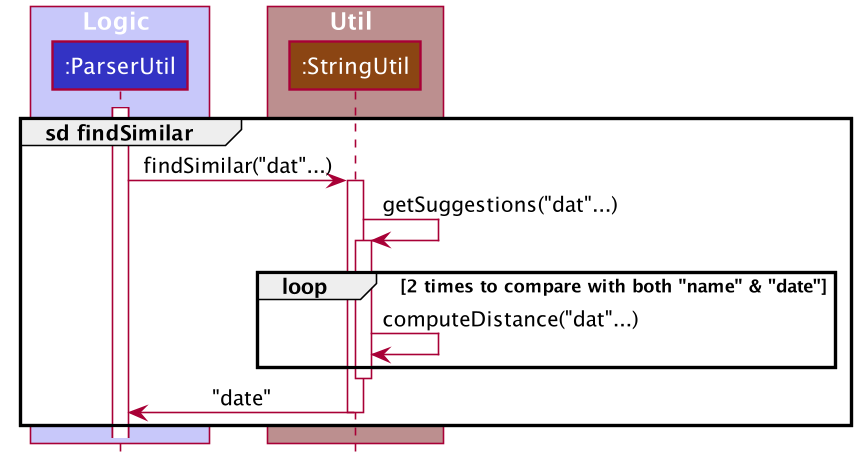 Logic
Util
:ParserUtil
:StringUtil
sd findSimilar
findSimilar("dat"...)
getSuggestions("dat"...)
loop
[2 times to compare with both "name" & "date"]
computeDistance("dat"...)
"date"